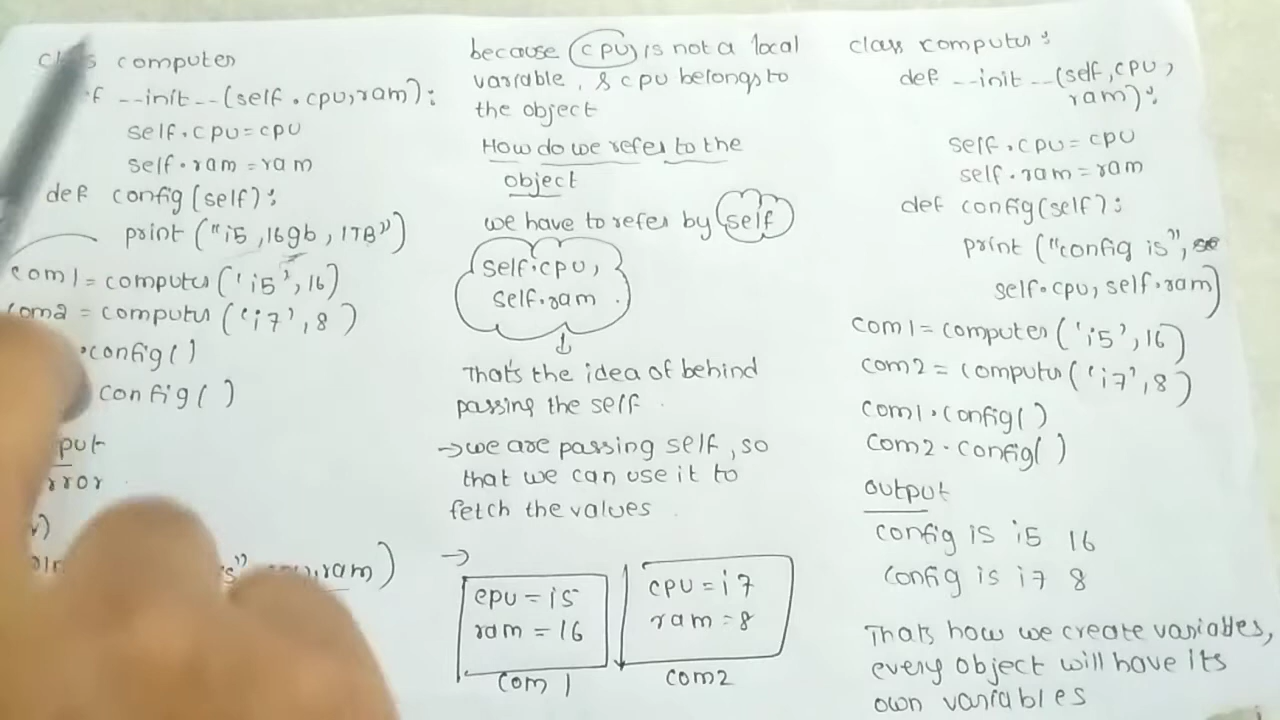 class computer
--init--(self.cpu,ram):
self.cpu=cpu
self.ram=ram
def config(self):
print("i5,16gb,1TB")
com1=computer('i5',16)
com2=computer('i7',8)
.config()
config()
put
rror
ram)
because cpu is not a local
variable, & cpu belongs to
the object
How do we refer to the
object
we have to refer by self
self.cpu,
self.ram
That's the idea of behind
passing the self
→we are passing self, so
that we can use it to
fetch the values
→
cpu=i5
ram=16
com1
cpu=i7
ram=8
com2
class computer:
def --init--(self,cpu,
ram):
self.cpu=cpu
self.ram=ram
def config(self):
print("config is",
self.cpu, self.ram)
com1=computer('i5',16)
com2=computer('i7',8)
com1.config()
com2.config()
output
config is i5 16
config is i7 8
That's how we create variables,
every object will have its
own variables